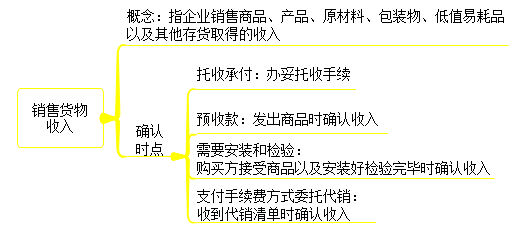 概念：指企业销售商品、产品、原材料、包装物、低值易耗品
以及其他存货取得的收入
托收承付：办妥托收手续
销售货物
收入
预收款：发出商品时确认收入
确认
时点
需要安装和检验：
购买方接受商品以及安装好检验完毕时确认收入
支付手续费方式委托代销：
收到代销清单时确认收入